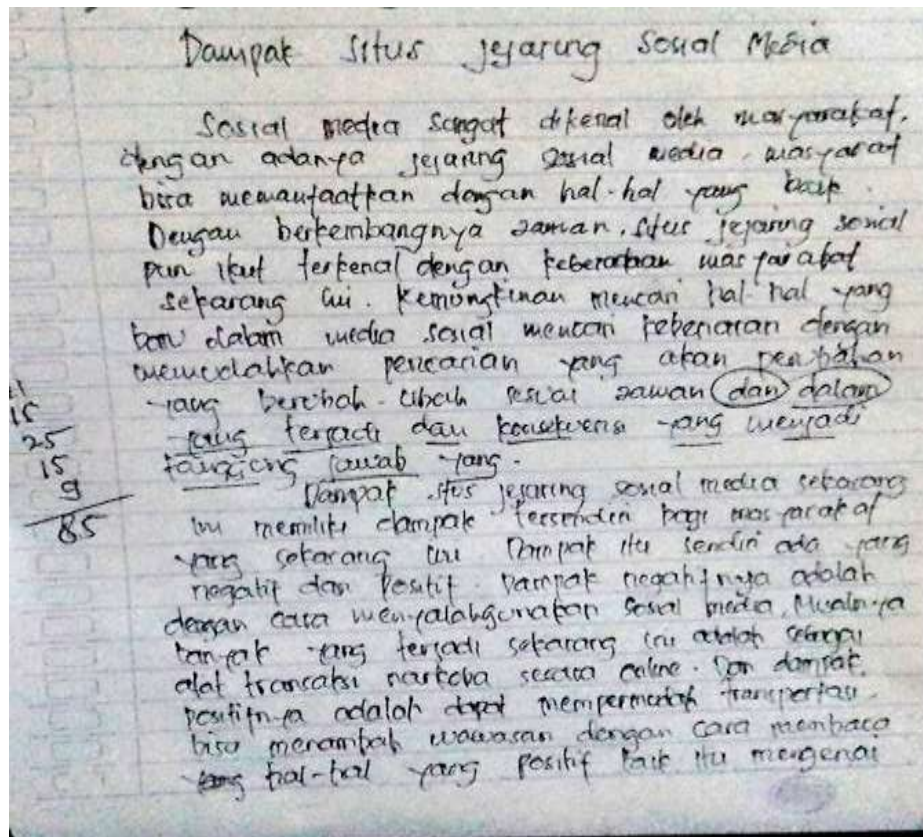 Dampak Situs jejaring Sosial Media
Sosial media sangat dikenal oleh masyarakat,
dengan adanya jejaring sosial media, masyarat
bisa memanfaatkan dengan hal-hal yang baik.
Dengan berkembangnya zaman, situs jejaring sosial
pun ikut terkenal dengan masyarakat
sekarang ini. Kemungkinan mencari hal-hal yang
baru dalam media sosial mencari kebenaran dengan
memudahkan pencarian yang akan
yang berubah-ubah sesuai zaman dan dalam
yang terjadi dan konsekuensi yang menjadi
tanggung jawab yang.
15
25
15
9
85
Dampak situs jejaring sosial media sekarang
ini memiliki dampak tersendiri bagi masyarakat
yang sekarang ini Dampak itu sendiri ada yang
negatif dan Positif. Dampak negatifnya adalah
dengan cara menyalahgunakan sosial media, Misalnya
banyak yang terjadi sekarang ini adalah sebagai
alat transaksi narkoba secara online. Dan dampak
positifnya adalah dapat mempermudah
bisa menambah wawasan dengan cara membaca
hal-hal yang positif baik itu mengenai